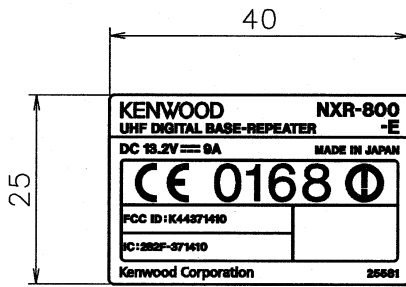 40
25
KENWOOD NXR-800
UHF DIGITAL BASE-REPEATER -E
DC 13.2V⎓9A MADE IN JAPAN
CE 0168
FCC ID:K44371410
IC:282F-371410
Kenwood Corporation 25581